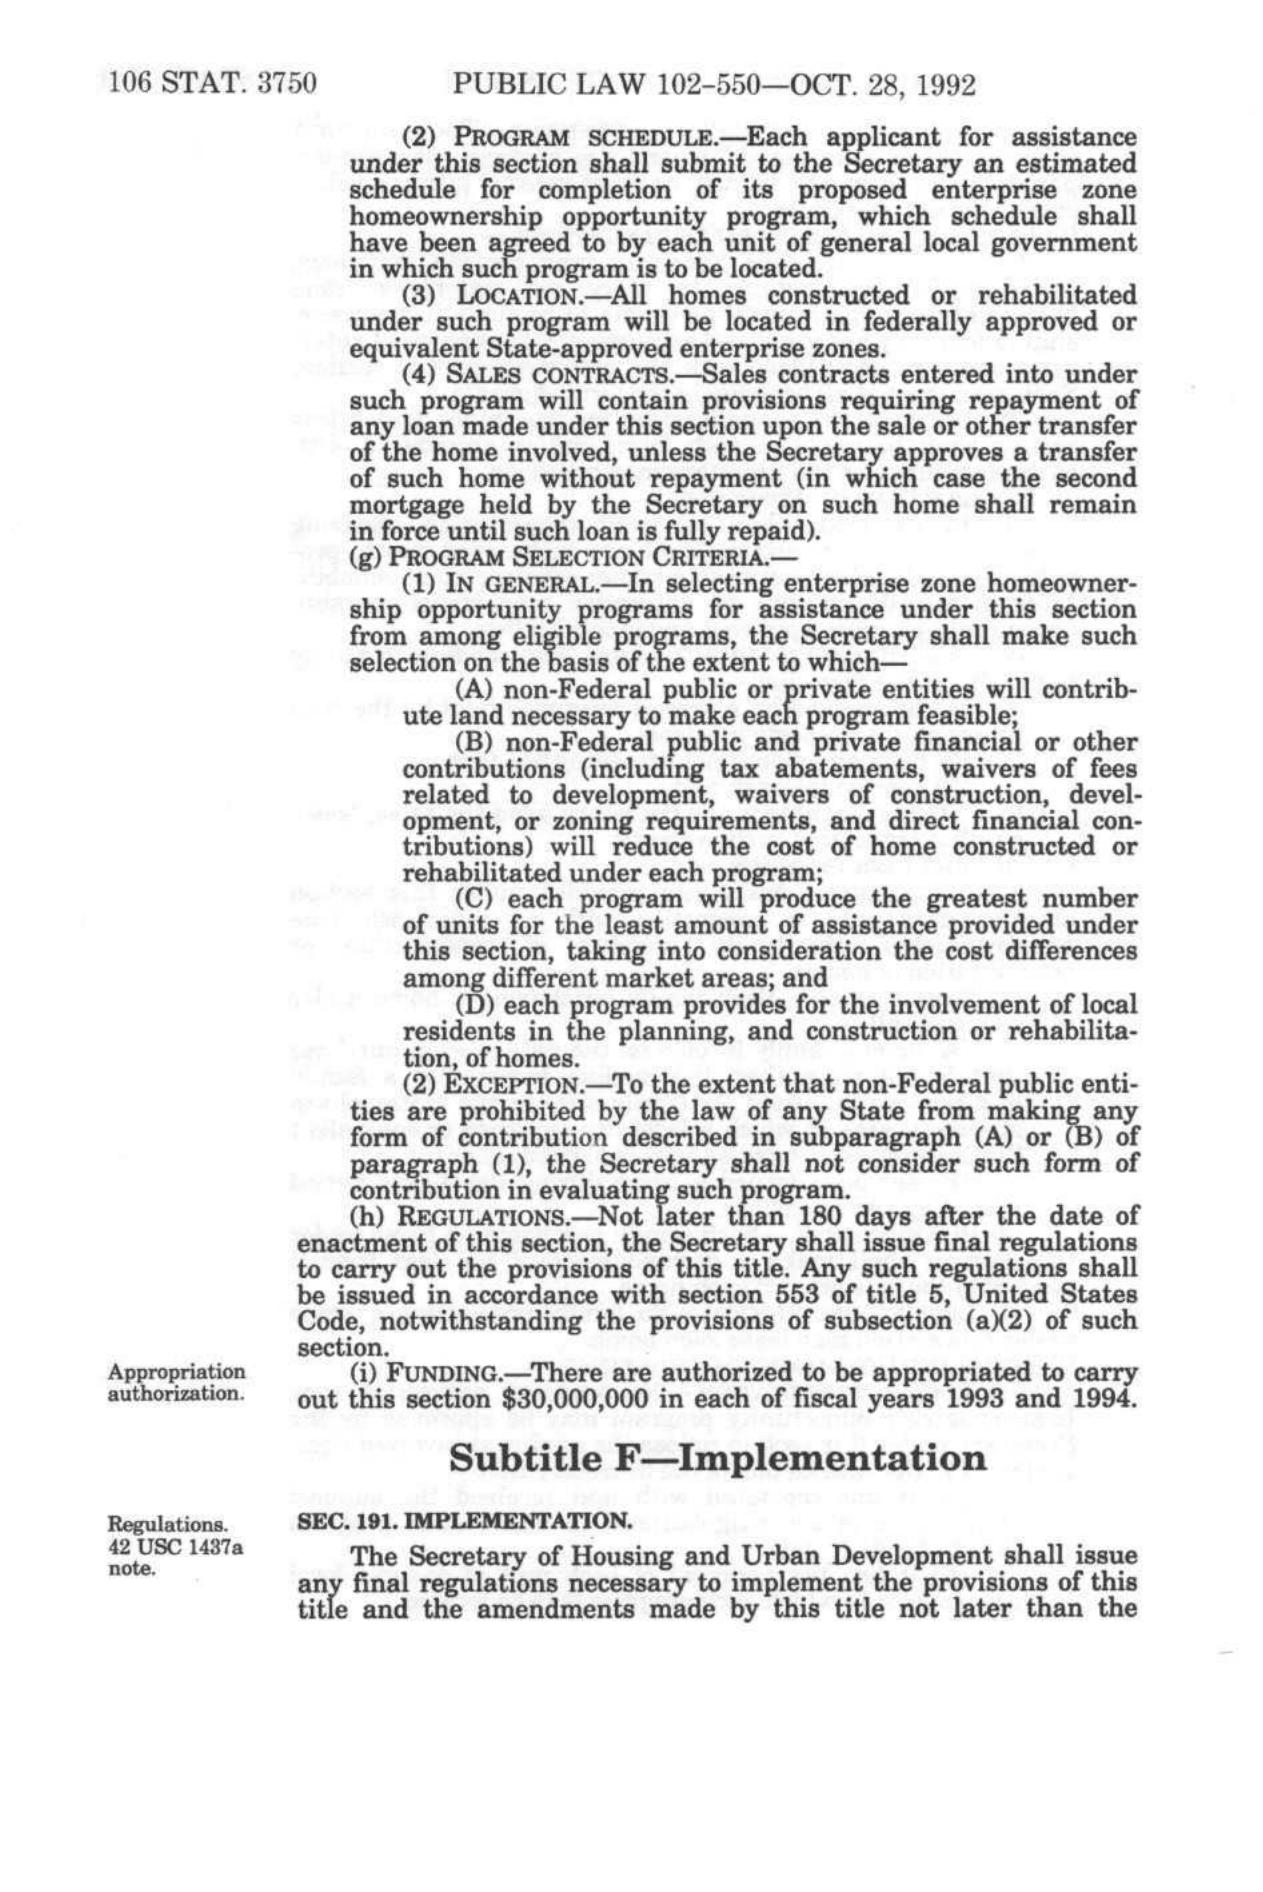 106 STAT. 3750 PUBLIC LAW 102-550—OCT. 28, 1992
(2) PROGRAM SCHEDULE.—Each applicant for assistance
under this section shall submit to the Secretary an estimated
schedule for completion of its proposed enterprise zone
homeownership opportunity program, which schedule shall
have been agreed to by each unit of general local government
in which such program is to be located.
(3) LOCATION.—All homes constructed or rehabilitated
under such program will be located in federally approved or
equivalent State-approved enterprise zones.
(4) SALES CONTRACTS.—Sales contracts entered into under
such program will contain provisions requiring repayment of
any loan made under this section upon the sale or other transfer
of the home involved, unless the Secretary approves a transfer
of such home without repayment (in which case the second
mortgage held by the Secretary on such home shall remain
in force until such loan is fully repaid).
(g) PROGRAM SELECTION CRITERIA.—
(1) IN GENERAL.—In selecting enterprise zone homeowner-
ship opportunity programs for assistance under this section
from among eligible programs, the Secretary shall make such
selection on the basis of the extent to which—
(A) non-Federal public or private entities will contrib-
ute land necessary to make each program feasible;
(B) non-Federal public and private financial or other
contributions (including tax abatements, waivers of fees
related to development, waivers of construction, devel-
opment, or zoning requirements, and direct financial con-
tributions) will reduce the cost of home constructed or
rehabilitated under each program;
(C) each program will produce the greatest number
of units for the least amount of assistance provided under
this section, taking into consideration the cost differences
among different market areas; and
(D) each program provides for the involvement of local
residents in the planning, and construction or rehabilita-
tion, of homes.
(2) EXCEPTION.—To the extent that non-Federal public enti-
ties are prohibited by the law of any State from making any
form of contribution described in subparagraph (A) or (B) of
paragraph (1), the Secretary shall not consider such form of
contribution in evaluating such program.
(h) REGULATIONS.—Not later than 180 days after the date of
enactment of this section, the Secretary shall issue final regulations
to carry out the provisions of this title. Any such regulations shall
be issued in accordance with section 553 of title 5, United States
Code, notwithstanding the provisions of subsection (a)(2) of such
section.
Appropriation
authorization.
(i) FUNDING.—There are authorized to be appropriated to carry
out this section $30,000,000 in each of fiscal years 1993 and 1994.
Subtitle F—Implementation
Regulations.
42 USC 1437a
note.
SEC. 191. IMPLEMENTATION.
The Secretary of Housing and Urban Development shall issue
any final regulations necessary to implement the provisions of this
title and the amendments made by this title not later than the